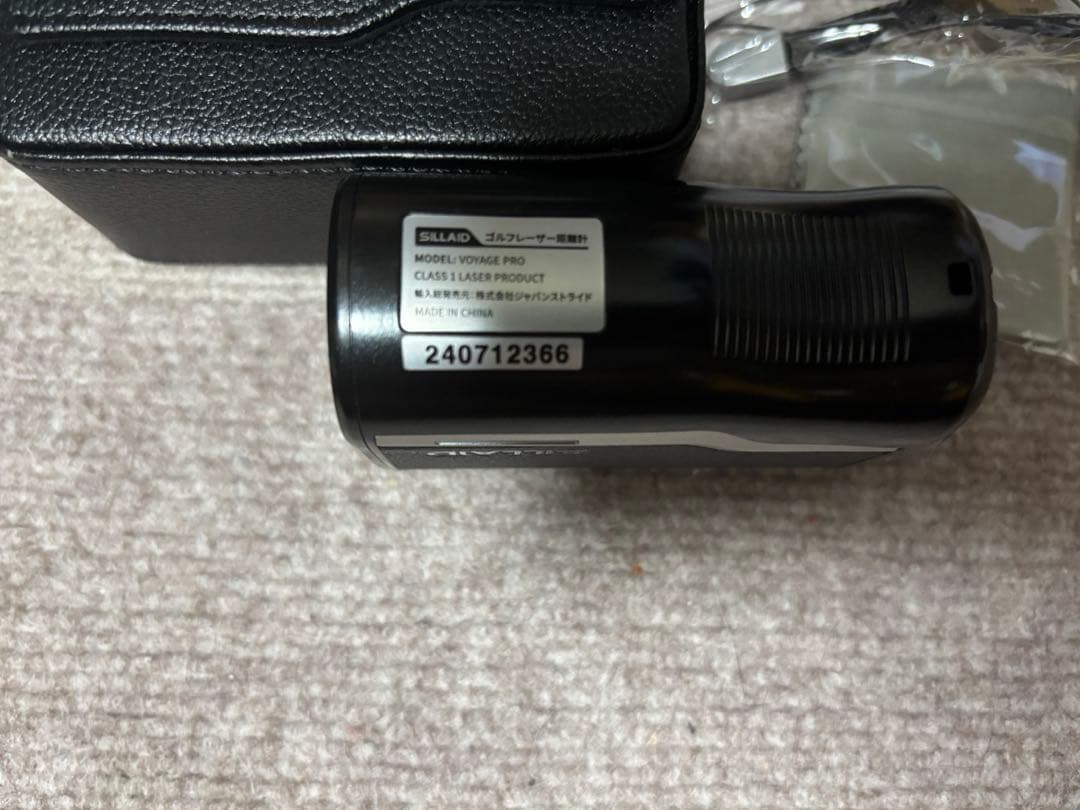 SILLAID ゴルフレーザー距離計
MODEL: VOYAGE PRO
CLASS 1 LASER PRODUCT
輸入総発売元:株式会社ジャパンストライド
MADE IN CHINA
240712366
SILLAID